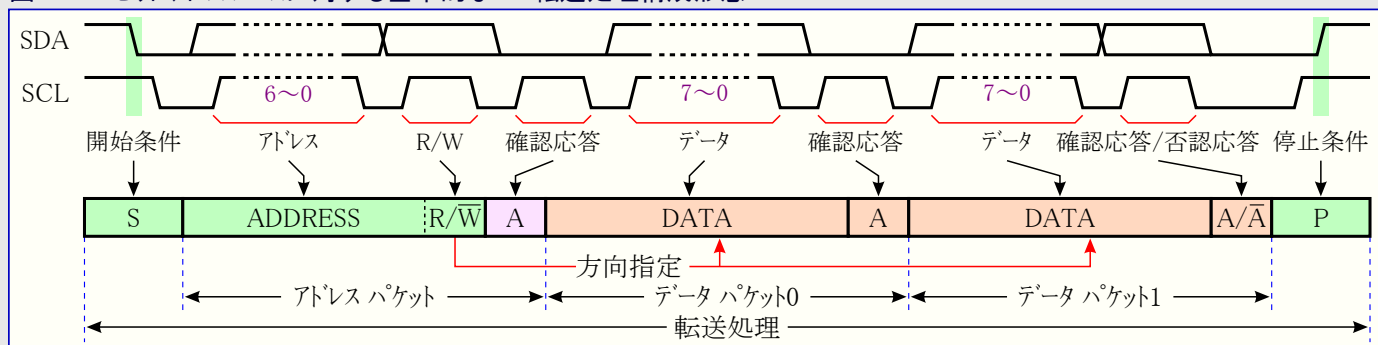 SDA
SCL
6～0 7～0 7～0
開始条件 アドレス R/W 確認応答 データ 確認応答 データ 確認応答/否認応答 停止条件
S ADDRESS R/W̅ A DATA A DATA A/A̅ P
方向指定
アドレス パケット データ パケット0 データ パケット1
転送処理